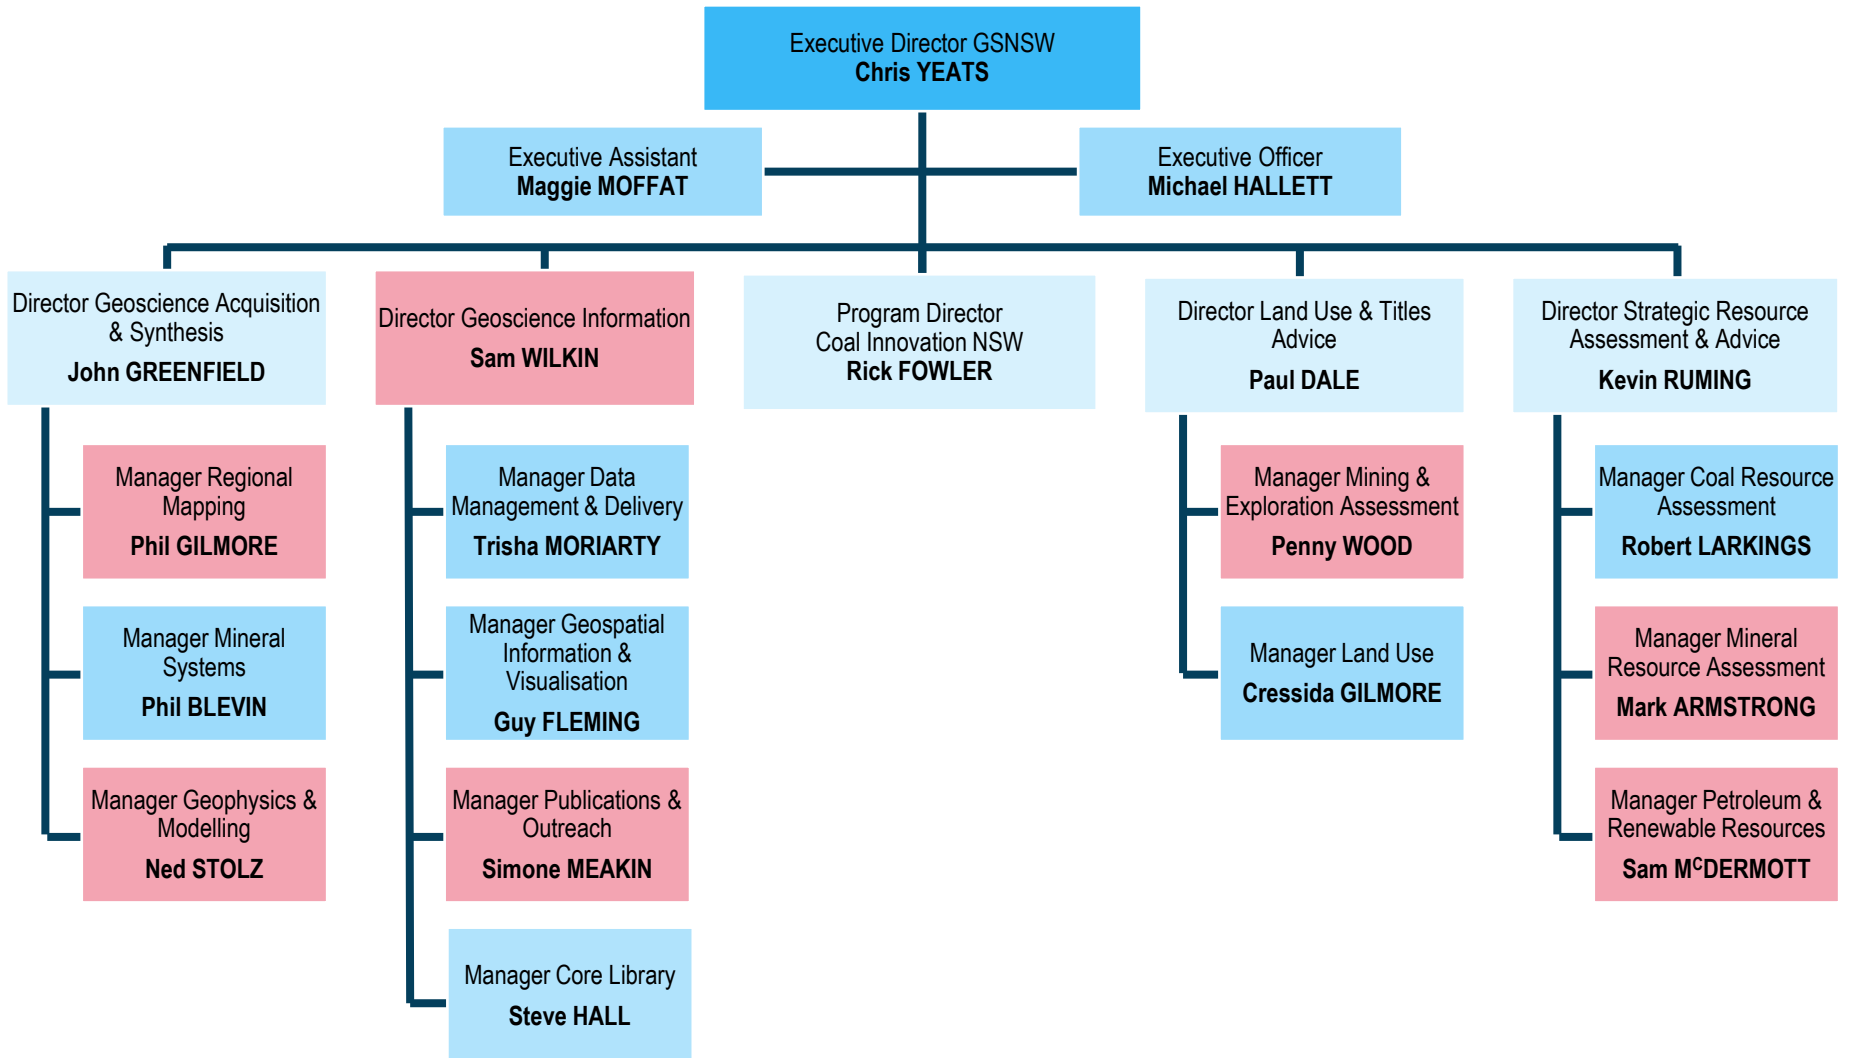 Executive Director GSNSW
Chris YEATS
Executive Assistant
Maggie MOFFAT
Executive Officer
Michael HALLETT
Director Geoscience Acquisition
& Synthesis
John GREENFIELD
Director Geoscience Information
Sam WILKIN
Program Director
Coal Innovation NSW
Rick FOWLER
Director Land Use & Titles
Advice
Paul DALE
Director Strategic Resource
Assessment & Advice
Kevin RUMING
Manager Regional
Mapping
Phil GILMORE
Manager Mineral
Systems
Phil BLEVIN
Manager Geophysics &
Modelling
Ned STOLZ
Manager Data
Management & Delivery
Trisha MORIARTY
Manager Geospatial
Information &
Visualisation
Guy FLEMING
Manager Publications &
Outreach
Simone MEAKIN
Manager Core Library
Steve HALL
Manager Mining &
Exploration Assessment
Penny WOOD
Manager Land Use
Cressida GILMORE
Manager Coal Resource
Assessment
Robert LARKINGS
Manager Mineral
Resource Assessment
Mark ARMSTRONG
Manager Petroleum &
Renewable Resources
Sam MCDERMOTT